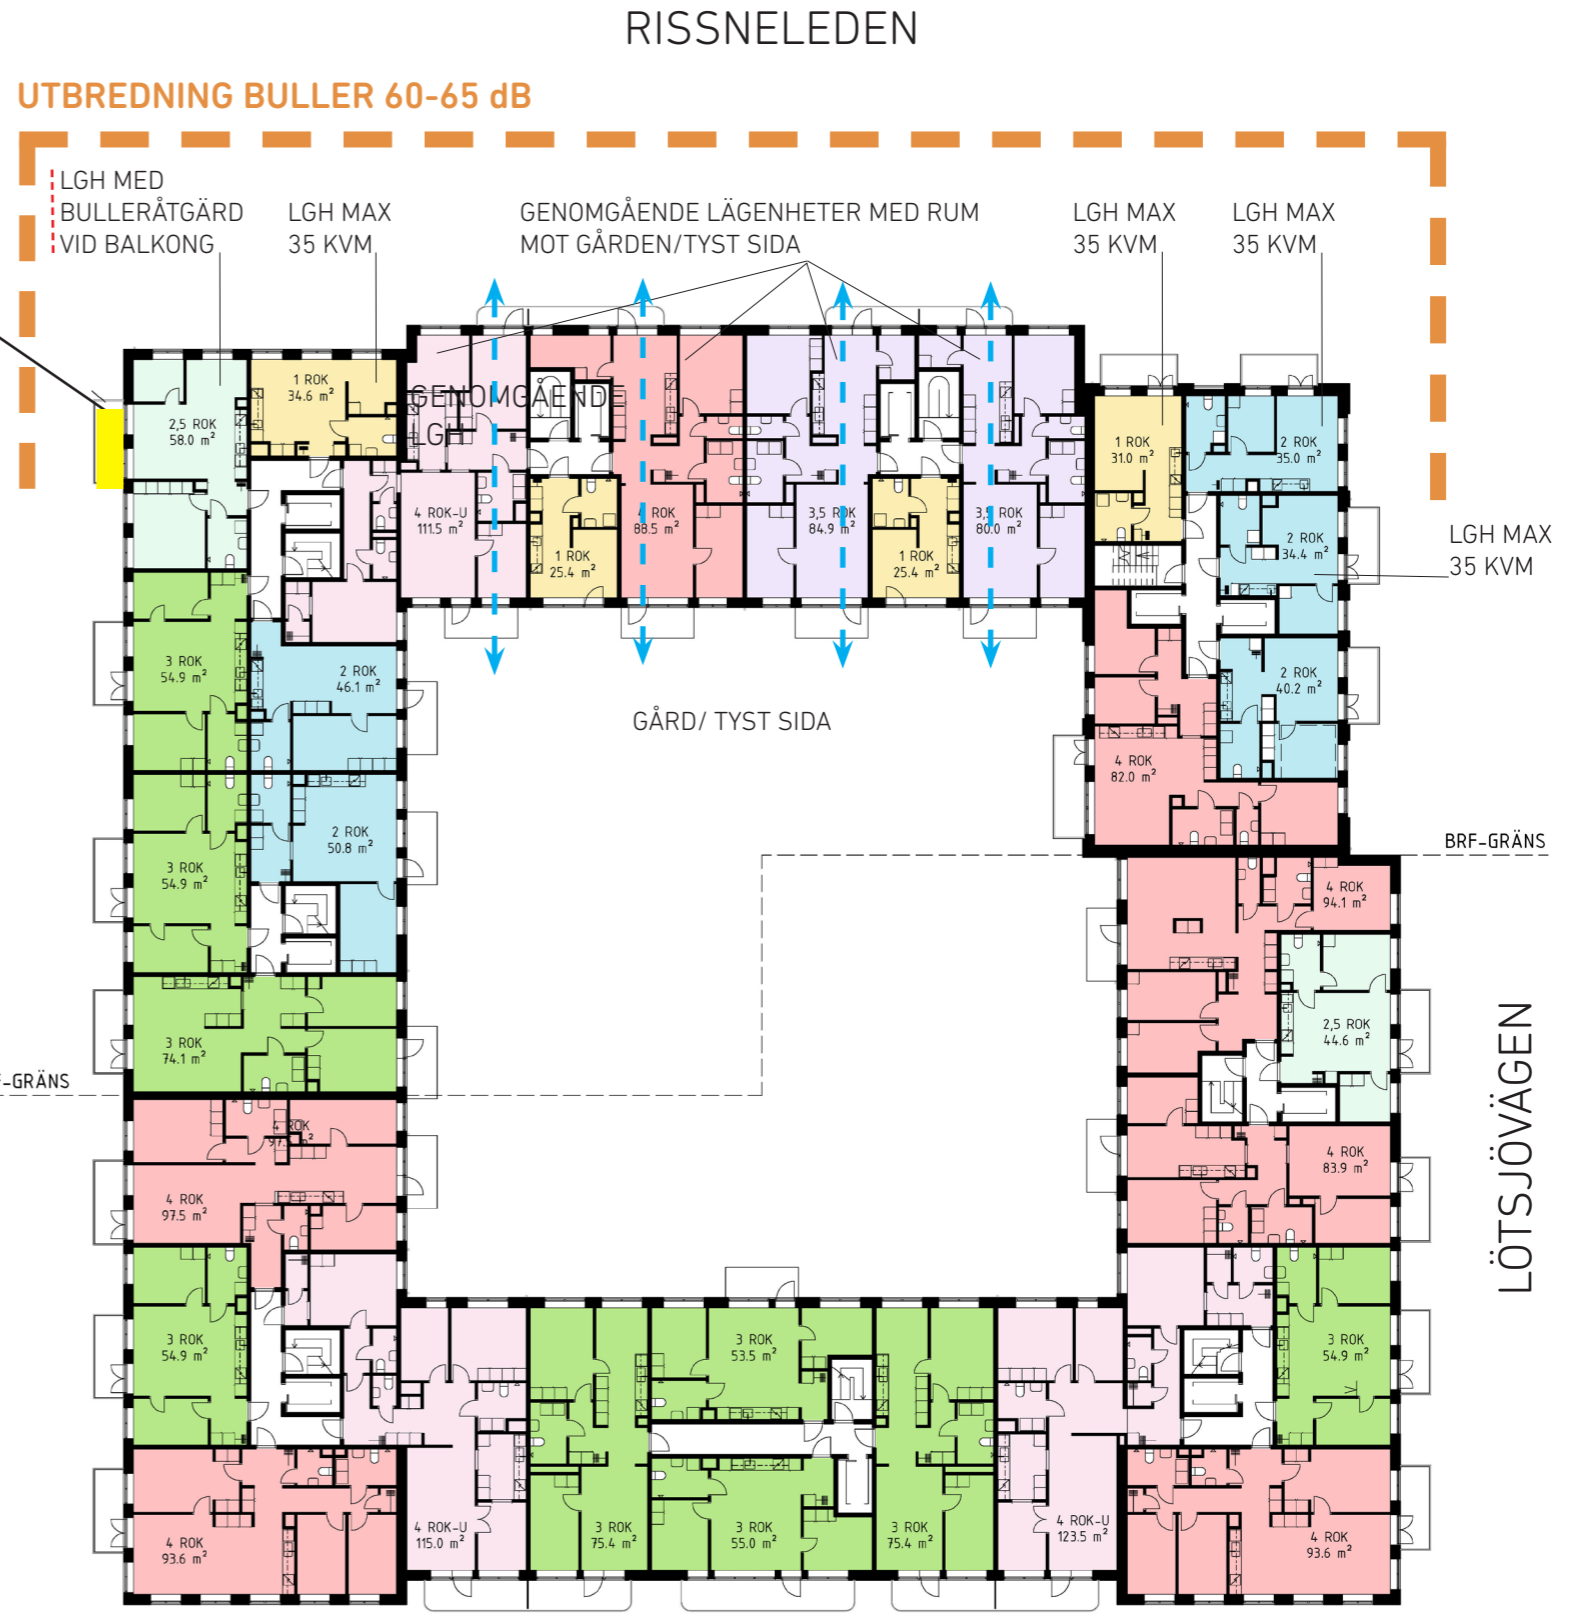 RISSNELEDEN
UTBREDNING BULLER 60-65 dB
LGH MED
BULLERÅTGÄRD
VID BALKONG
LGH MAX
35 KVM
GENOMGÅENDE LÄGENHETER MED RUM
MOT GÅRDEN/TYST SIDA
LGH MAX
35 KVM
LGH MAX
35 KVM
LGH MAX
35 KVM
GENOMGÅENDE
LGH
2,5 ROK
58.0 m²
1 ROK
34.6 m²
4 ROK-U
111.5 m²
1 ROK
25.4 m²
4 ROK
88.5 m²
3,5 ROK
84.9 m²
1 ROK
25.4 m²
3,5 ROK
80.0 m²
1 ROK
31.0 m²
2 ROK
35.0 m²
2 ROK
34.4 m²
3 ROK
54.9 m²
2 ROK
46.1 m²
2 ROK
40.2 m²
GÅRD/ TYST SIDA
4 ROK
82.0 m²
3 ROK
54.9 m²
2 ROK
50.8 m²
BRF-GRÄNS
4 ROK
94.1 m²
3 ROK
74.1 m²
2,5 ROK
44.6 m²
F-GRÄNS
LÖTSJÖVÄGEN
4 ROK
4 ROK
97.5 m²
4 ROK
83.9 m²
3 ROK
54.9 m²
3 ROK
53.5 m²
3 ROK
54.9 m²
4 ROK
93.6 m²
4 ROK-U
115.0 m²
3 ROK
75.4 m²
3 ROK
55.0 m²
3 ROK
75.4 m²
4 ROK-U
123.5 m²
4 ROK
93.6 m²